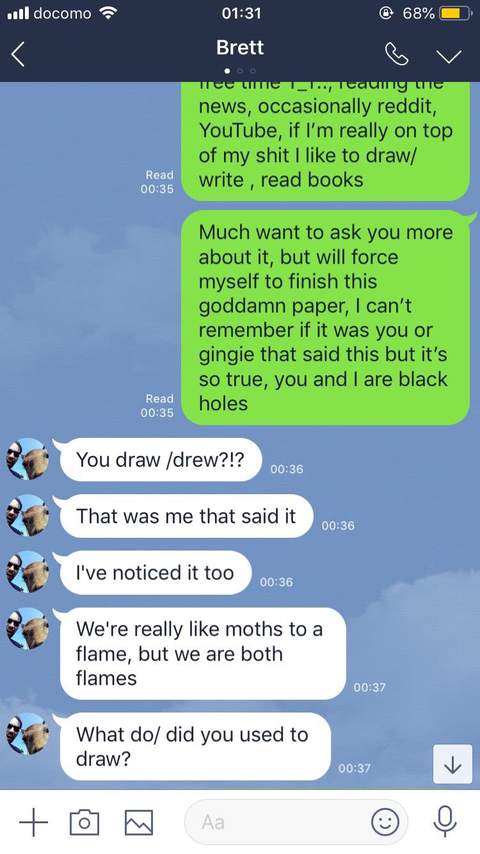 docomo 01:31 68%
Brett
free time T_T.., reading the
news, occasionally reddit,
YouTube, if I'm really on top
of my shit I like to draw/
write , read books
Read
00:35
Much want to ask you more
about it, but will force
myself to finish this
goddamn paper, I can't
remember if it was you or
gingie that said this but it's
so true, you and I are black
holes
Read
00:35
You draw /drew?!?
00:36
That was me that said it
00:36
I've noticed it too
00:36
We're really like moths to a
flame, but we are both
flames
00:37
What do/ did you used to
draw?
00:37
Aa